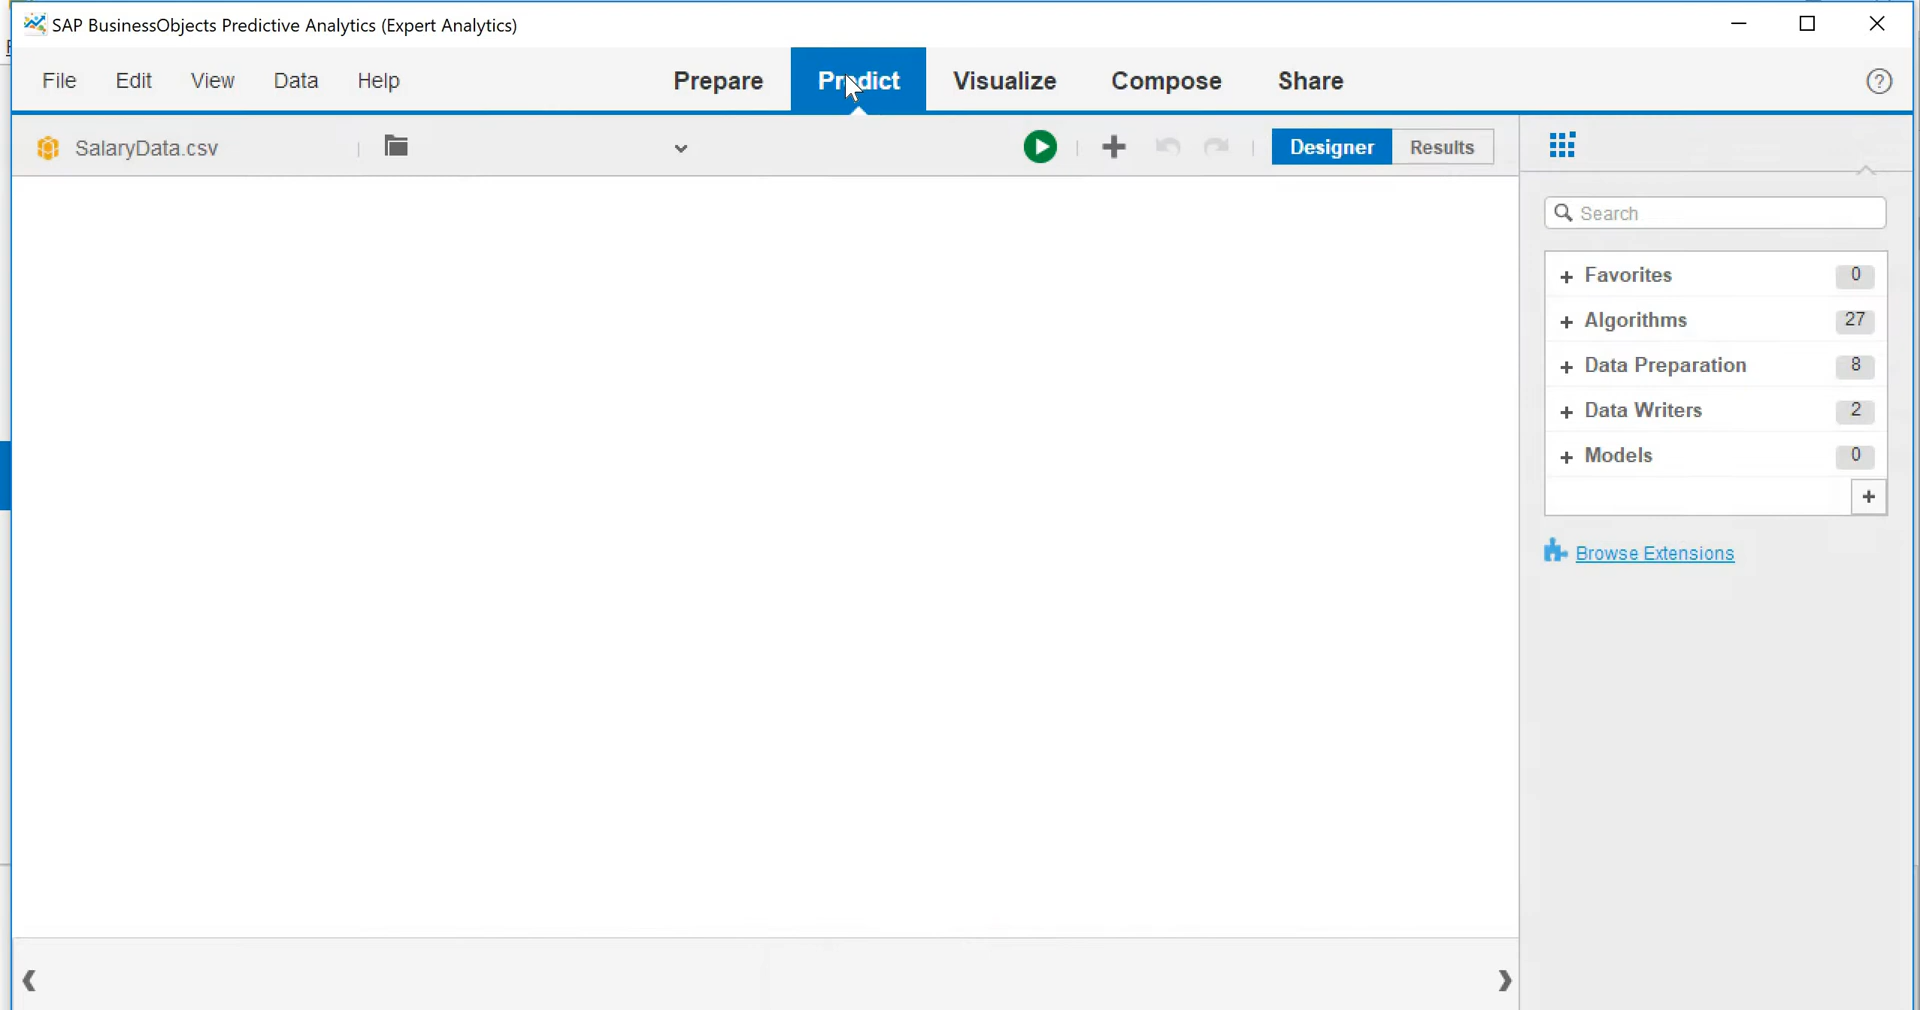 SAP BusinessObjects Predictive Analytics (Expert Analytics)
File Edit View Data Help Prepare Predict Visualize Compose Share ?
SalaryData.csv Designer Results
Search
+ Favorites 0
+ Algorithms 27
+ Data Preparation 8
+ Data Writers 2
+ Models 0
+
Browse Extensions